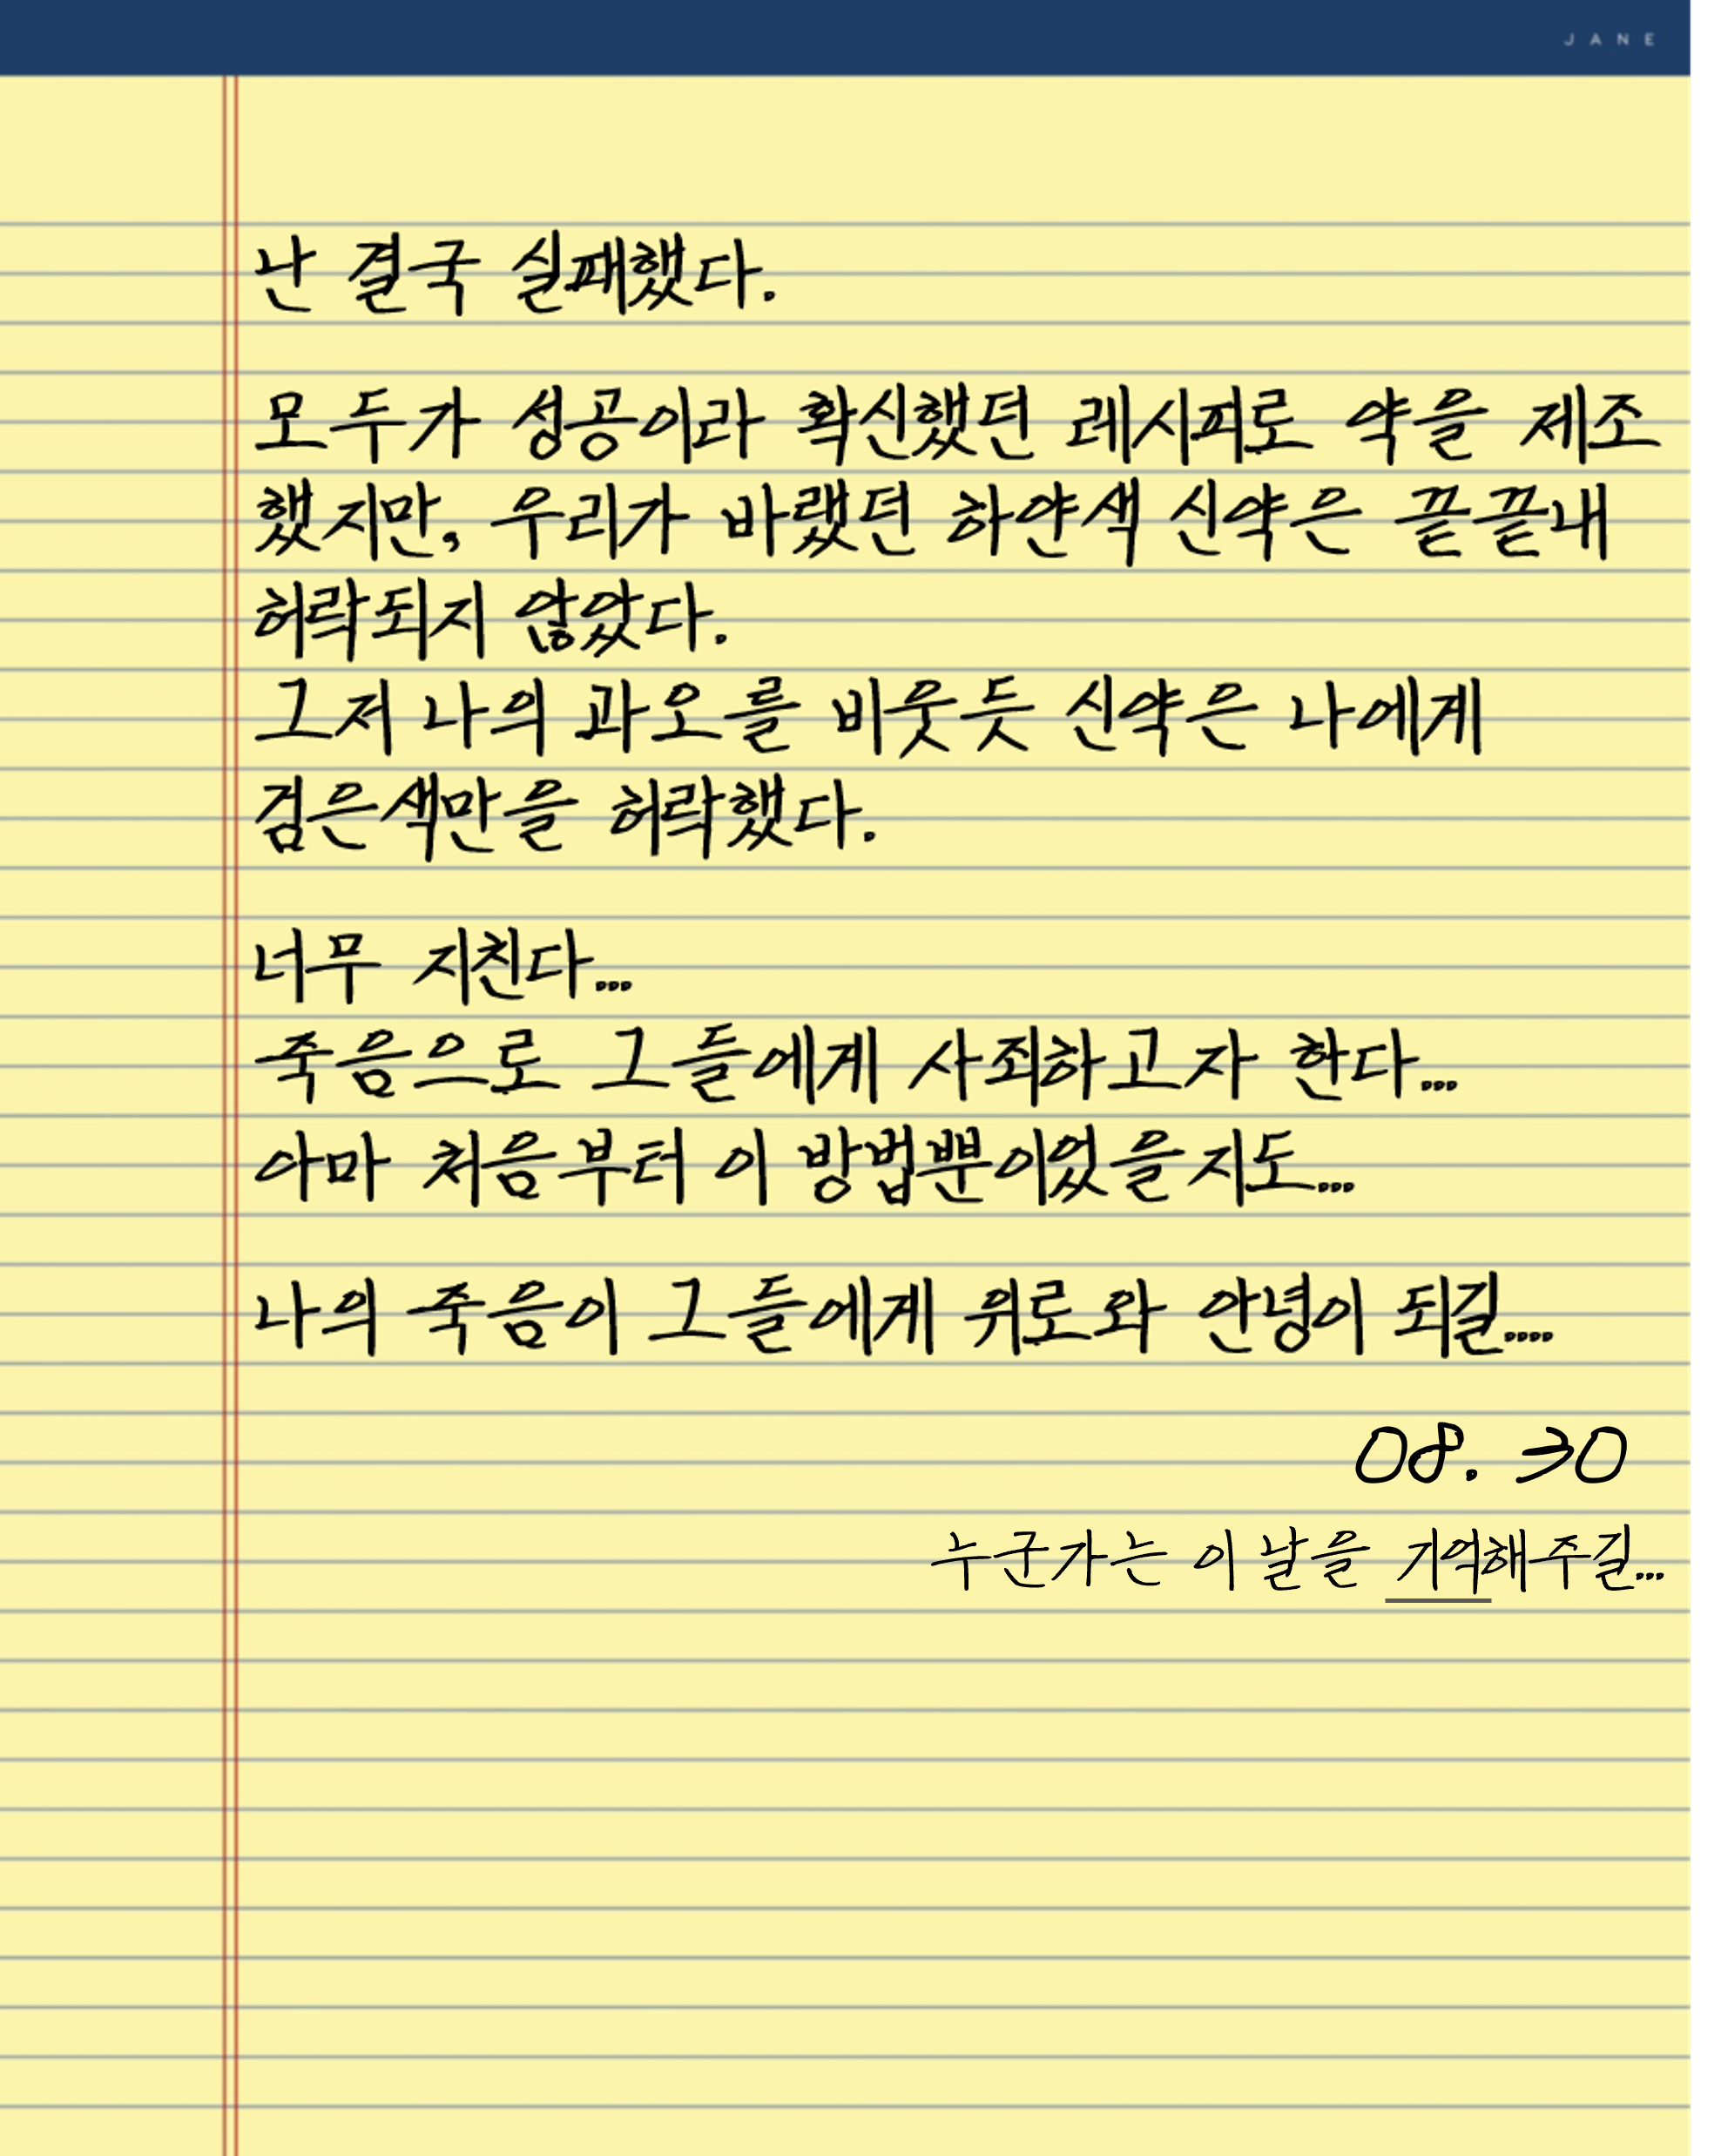 JANE
난 결국 실패했다.
모두가 성공이라 확신했던 레시피로 약을 제조
했지만, 우리가 바랬던 하얀색 신약은 끝끝내
허락되지 않았다.
그저 나의 과오를 비웃듯 신약은 나에게
검은색만을 허락했다.
너무 지친다...
죽음으로 그들에게 사죄하고자 한다...
아마 처음부터 이 방법뿐이었을지도...
나의 죽음이 그들에게 위로와 안녕이 되길....
08. 30
누군가는 이 날을 기억해주길...